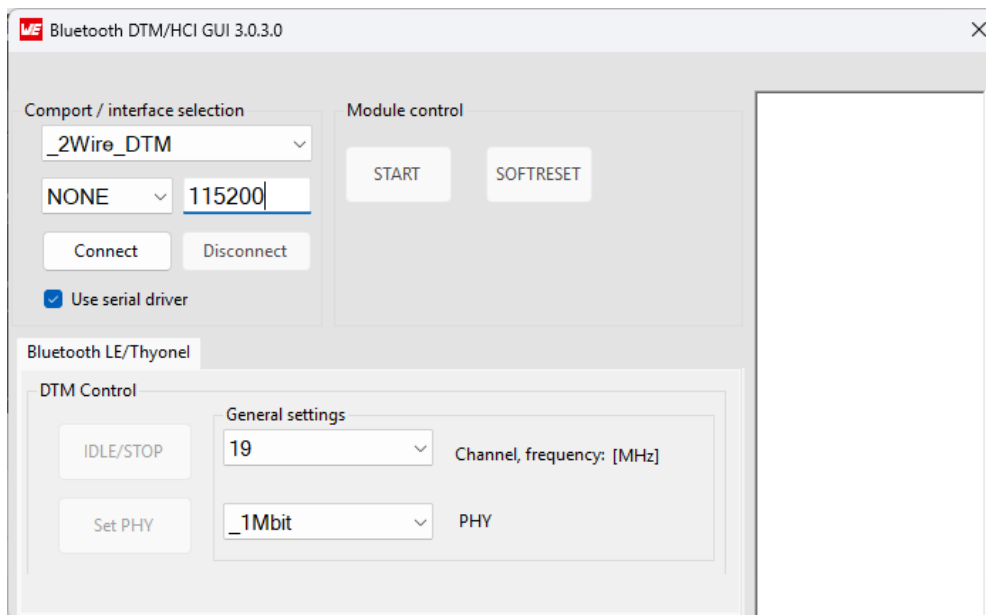 WE Bluetooth DTM/HCI GUI 3.0.3.0
Comport / interface selection
_2Wire_DTM
NONE
115200
Connect
Disconnect
Use serial driver
Module control
START
SOFTRESET
Bluetooth LE/Thyonel
DTM Control
IDLE/STOP
Set PHY
General settings
19
Channel, frequency: [MHz]
_1Mbit
PHY